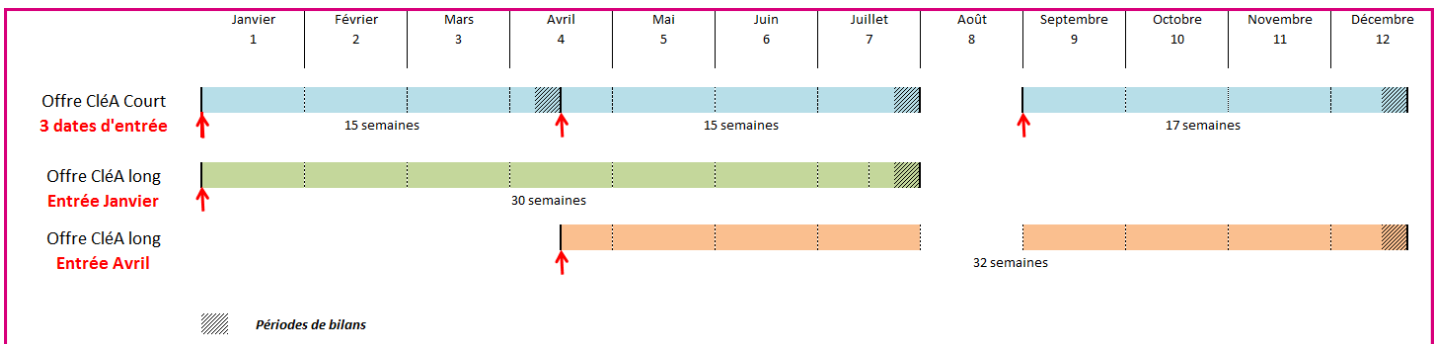 Janvier Février Mars Avril Mai Juin Juillet Août Septembre Octobre Novembre Décembre
1 2 3 4 5 6 7 8 9 10 11 12
Offre CléA Court
3 dates d'entrée
15 semaines 15 semaines 17 semaines
Offre CléA long
Entrée Janvier
30 semaines
Offre CléA long
Entrée Avril
32 semaines
Périodes de bilans